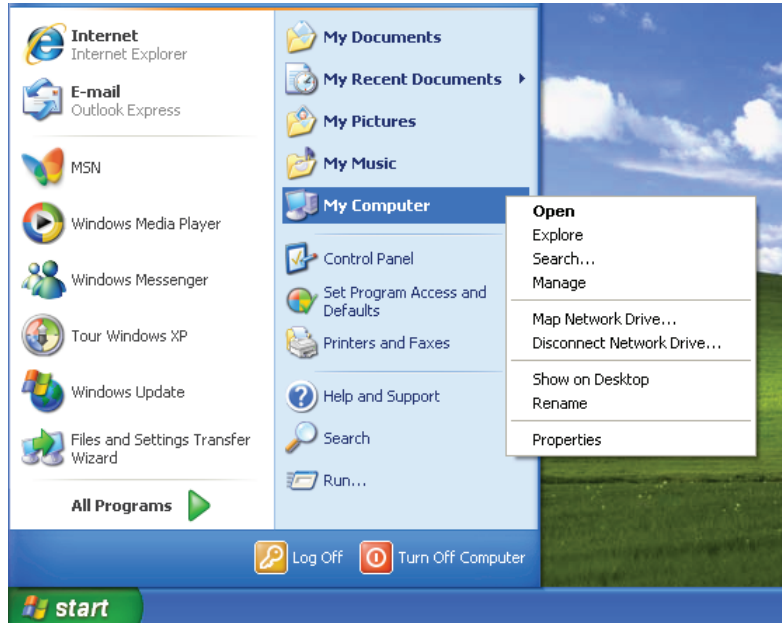 Internet
Internet Explorer
E-mail
Outlook Express
MSN
Windows Media Player
Windows Messenger
Tour Windows XP
Windows Update
Files and Settings Transfer
Wizard
All Programs
My Documents
My Recent Documents
My Pictures
My Music
My Computer
Control Panel
Set Program Access and
Defaults
Printers and Faxes
Help and Support
Search
Run...
Open
Explore
Search...
Manage
Map Network Drive...
Disconnect Network Drive...
Show on Desktop
Rename
Properties
Log Off
Turn Off Computer
start